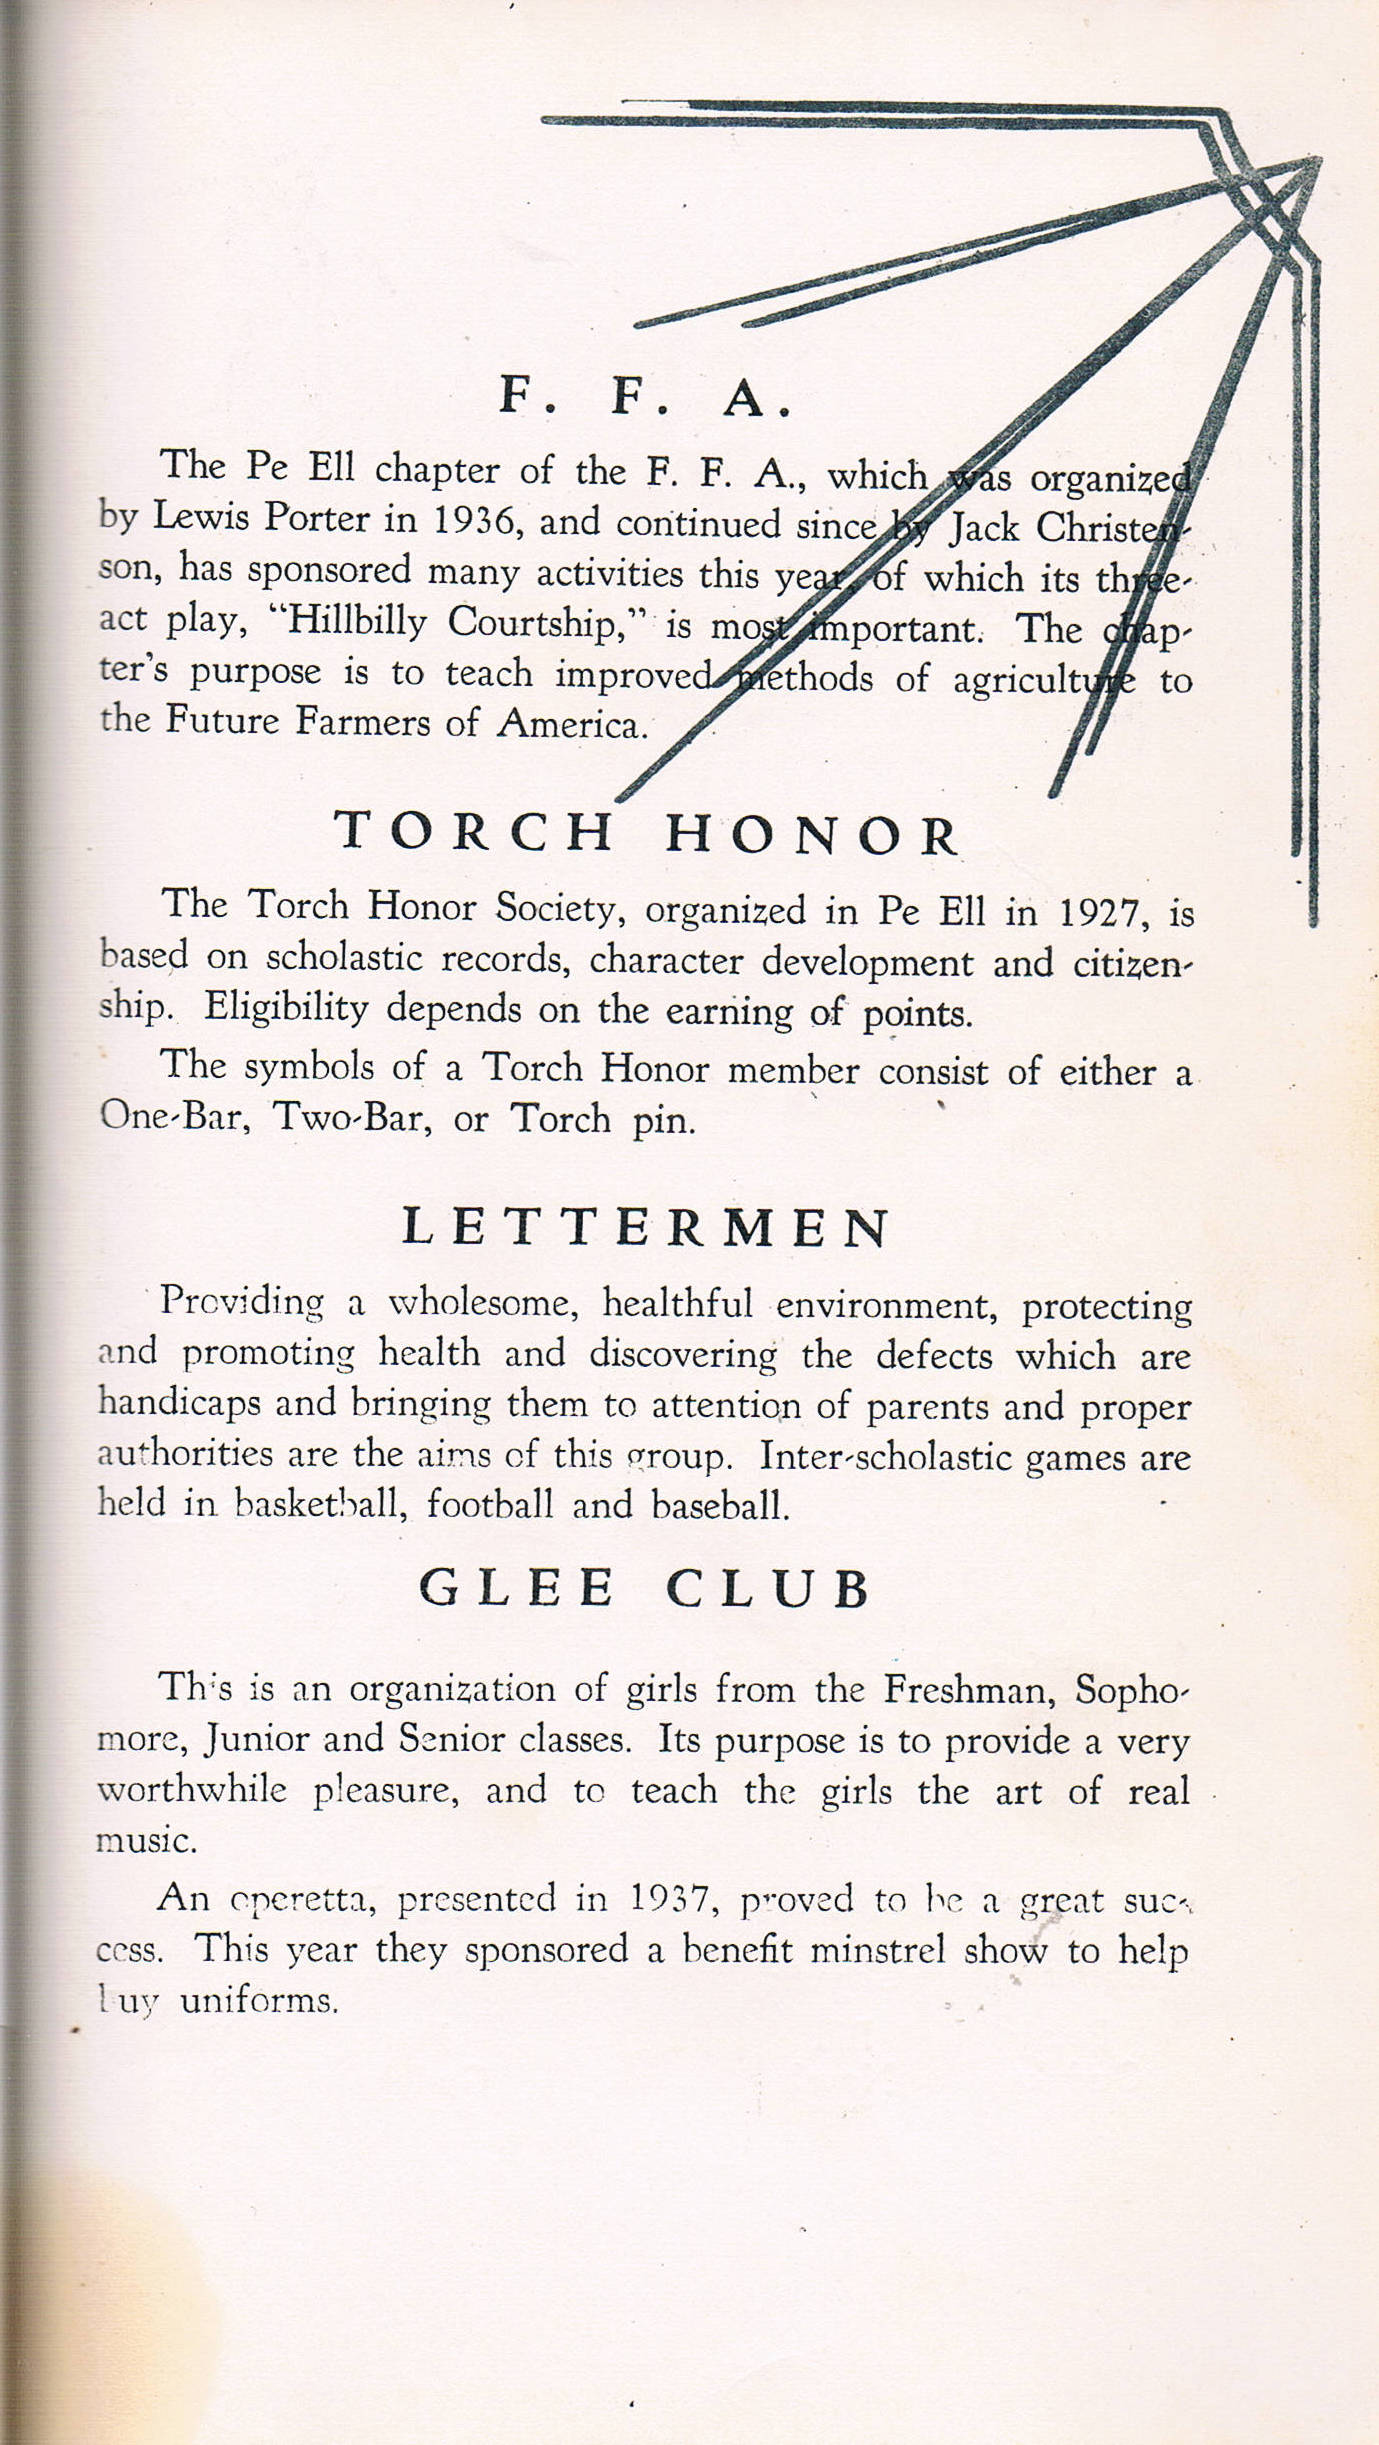 F. F. A.
The Pe Ell chapter of the F. F. A., which was organized
by Lewis Porter in 1936, and continued since by Jack Christen-
son, has sponsored many activities this year, of which its three-
act play, "Hillbilly Courtship," is most important. The chap-
ter's purpose is to teach improved methods of agriculture to
the Future Farmers of America.
TORCH HONOR
The Torch Honor Society, organized in Pe Ell in 1927, is
based on scholastic records, character development and citizen-
ship. Eligibility depends on the earning of points.
The symbols of a Torch Honor member consist of either a
One-Bar, Two-Bar, or Torch pin.
LETTERMEN
Providing a wholesome, healthful environment, protecting
and promoting health and discovering the defects which are
handicaps and bringing them to attention of parents and proper
authorities are the aims of this group. Inter-scholastic games are
held in basketball, football and baseball.
GLEE CLUB
This is an organization of girls from the Freshman, Sopho-
more, Junior and Senior classes. Its purpose is to provide a very
worthwhile pleasure, and to teach the girls the art of real
music.
An operetta, presented in 1937, proved to be a great suc-
cess. This year they sponsored a benefit minstrel show to help
buy uniforms.